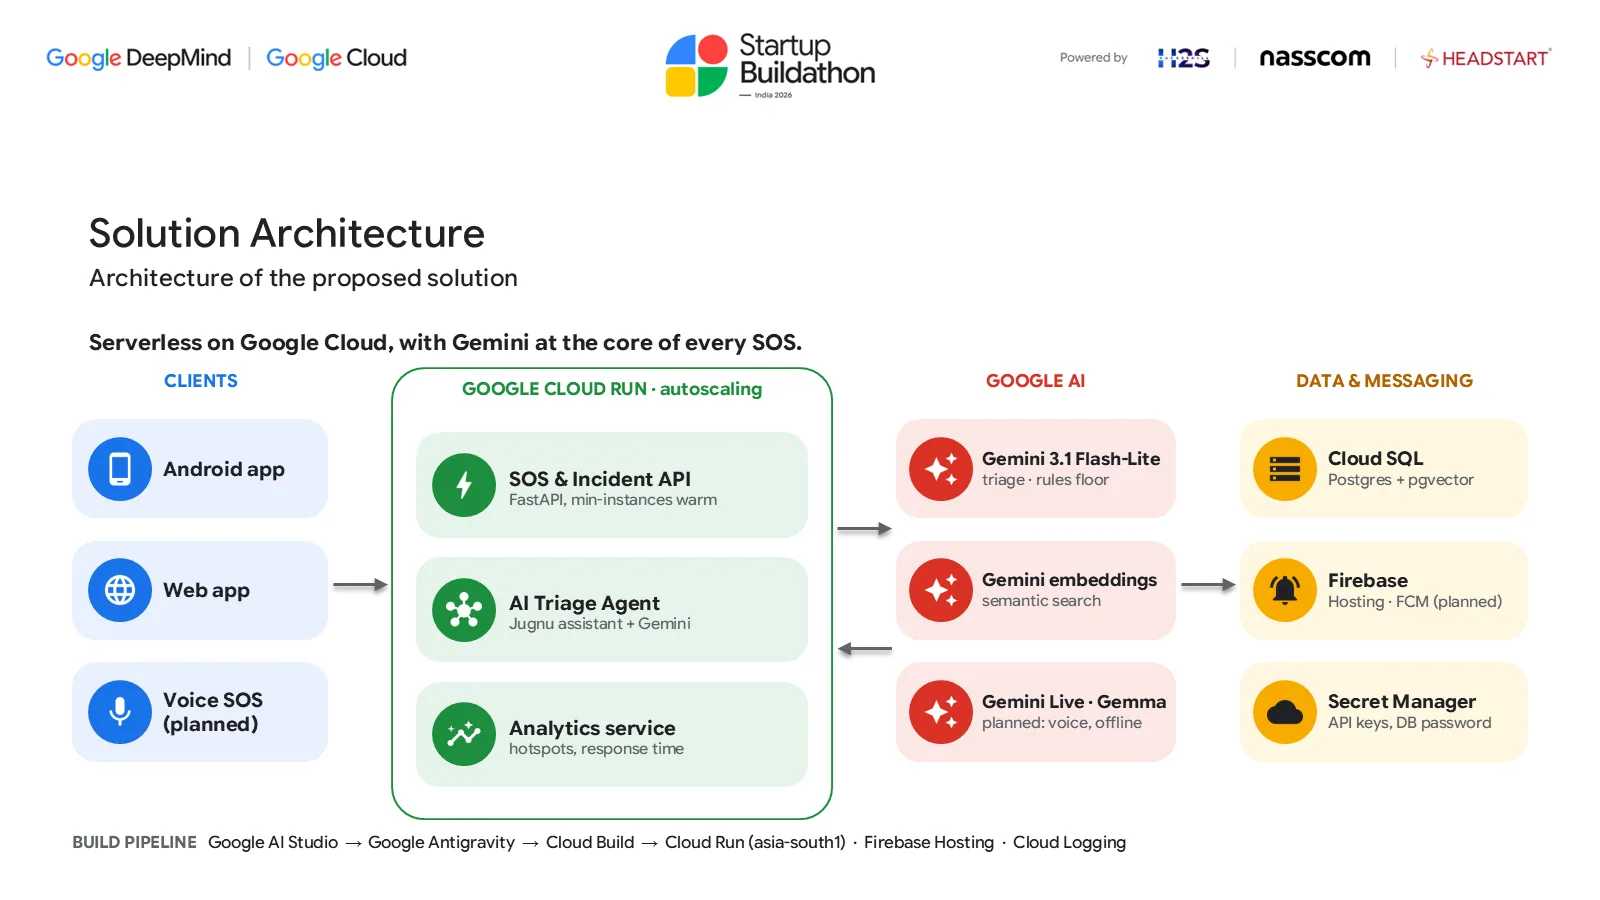 Google DeepMind | Google Cloud
Startup
Buildathon
— India 2026
Powered by
H2S
nasscom
HEADSTART
Solution Architecture
Architecture of the proposed solution
Serverless on Google Cloud, with Gemini at the core of every SOS.
CLIENTS
Android app
Web app
Voice SOS
(planned)
GOOGLE CLOUD RUN · autoscaling
SOS & Incident API
FastAPI, min-instances warm
AI Triage Agent
Jugnu assistant + Gemini
Analytics service
hotspots, response time
GOOGLE AI
Gemini 3.1 Flash-Lite
triage · rules floor
Gemini embeddings
semantic search
Gemini Live · Gemma
planned: voice, offline
DATA & MESSAGING
Cloud SQL
Postgres + pgvector
Firebase
Hosting · FCM (planned)
Secret Manager
API keys, DB password
BUILD PIPELINE Google AI Studio → Google Antigravity → Cloud Build → Cloud Run (asia-south1) · Firebase Hosting · Cloud Logging